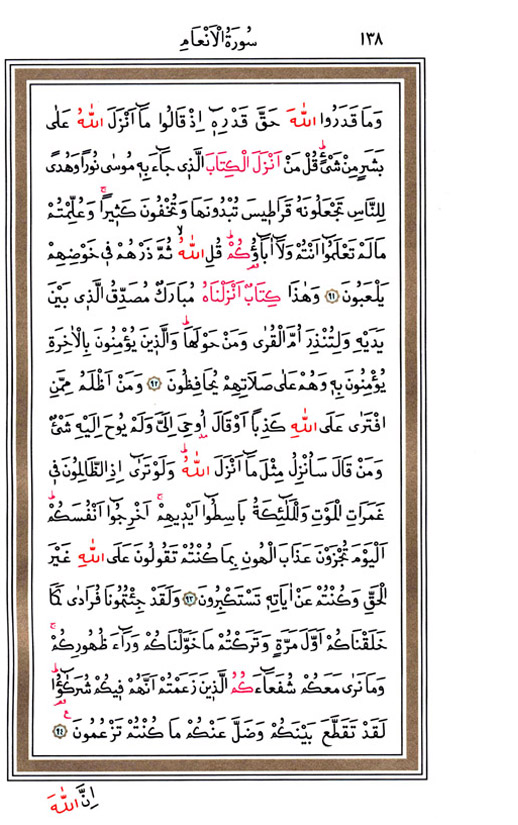 ١٣٨ سُورَةُ الْاَنْعَامِ
وَمَا قَدَرُوا اللّٰهَ حَقَّ قَدْرِهٖٓ اِذْ قَالُوا مَٓا اَنْزَلَ اللّٰهُ عَلٰى
بَشَرٍ مِنْ شَيْءٍۜ قُلْ مَنْ اَنْزَلَ الْكِتَابَ الَّذ۪ي جَٓاءَ بِه۪ مُوسٰى نُوراً وَهُدًى
لِلنَّاسِ تَجْعَلُونَهُ قَرَاط۪يسَ تُبْدُونَهَا وَتُخْفُونَ كَث۪يراًۚ وَعُلِّمْتُمْ
مَا لَمْ تَعْلَمُٓوا اَنْتُمْ وَلَٓا اٰبَٓاؤُ۬كُمْۜ قُلِ اللّٰهُۙ ثُمَّ ذَرْهُمْ ف۪ي خَوْضِهِمْ
يَلْعَبُونَ ﴿٩١﴾ وَهٰذَا كِتَابٌ اَنْزَلْنَاهُ مُبَارَكٌ مُصَدِّقُ الَّذ۪ي بَيْنَ
يَدَيْهِ وَلِتُنْذِرَ اُمَّ الْقُرٰى وَمَنْ حَوْلَهَاۜ وَالَّذ۪ينَ يُؤْمِنُونَ بِالْاٰخِرَةِ
يُؤْمِنُونَ بِه۪ وَهُمْ عَلٰى صَلَاتِهِمْ يُحَافِظُونَ ﴿٩٢﴾ وَمَنْ اَظْلَمُ مِمَّنِ
افْتَرٰى عَلَى اللّٰهِ كَذِباً اَوْ قَالَ اُو۫حِيَ اِلَيَّ وَلَمْ يُوحَ اِلَيْهِ شَيْءٌ
وَمَنْ قَالَ سَاُنْزِلُ مِثْلَ مَٓا اَنْزَلَ اللّٰهُۜ وَلَوْ تَرٰٓى اِذِ الظَّالِمُونَ ف۪ي
غَمَرَاتِ الْمَوْتِ وَالْمَلٰٓئِكَةُ بَاسِطُٓوا اَيْد۪يهِمْۚ اَخْرِجُٓوا اَنْفُسَكُمْۜ
اَلْيَوْمَ تُجْزَوْنَ عَذَابَ الْهُونِ بِمَا كُنْتُمْ تَقُولُونَ عَلَى اللّٰهِ غَيْرَ
الْحَقِّ وَكُنْتُمْ عَنْ اٰيَاتِه۪ تَسْتَكْبِرُونَ ﴿٩٣﴾ وَلَقَدْ جِئْتُمُونَا فُرَادٰى كَمَا
خَلَقْنَاكُمْ اَوَّلَ مَرَّةٍ وَتَرَكْتُمْ مَا خَوَّلْنَاكُمْ وَرَٓاءَ ظُهُورِكُمْۚ
وَمَا نَرٰى مَعَكُمْ شُفَعَٓاءَكُمُ الَّذ۪ينَ زَعَمْتُمْ اَنَّهُمْ ف۪يكُمْ شُرَكٰٓؤُ۬اۜ
لَقَدْ تَقَطَّعَ بَيْنَكُمْ وَضَلَّ عَنْكُمْ مَا كُنْتُمْ تَزْعُمُونَ ﴿٩٤﴾
اِنَّ اللّٰهَ